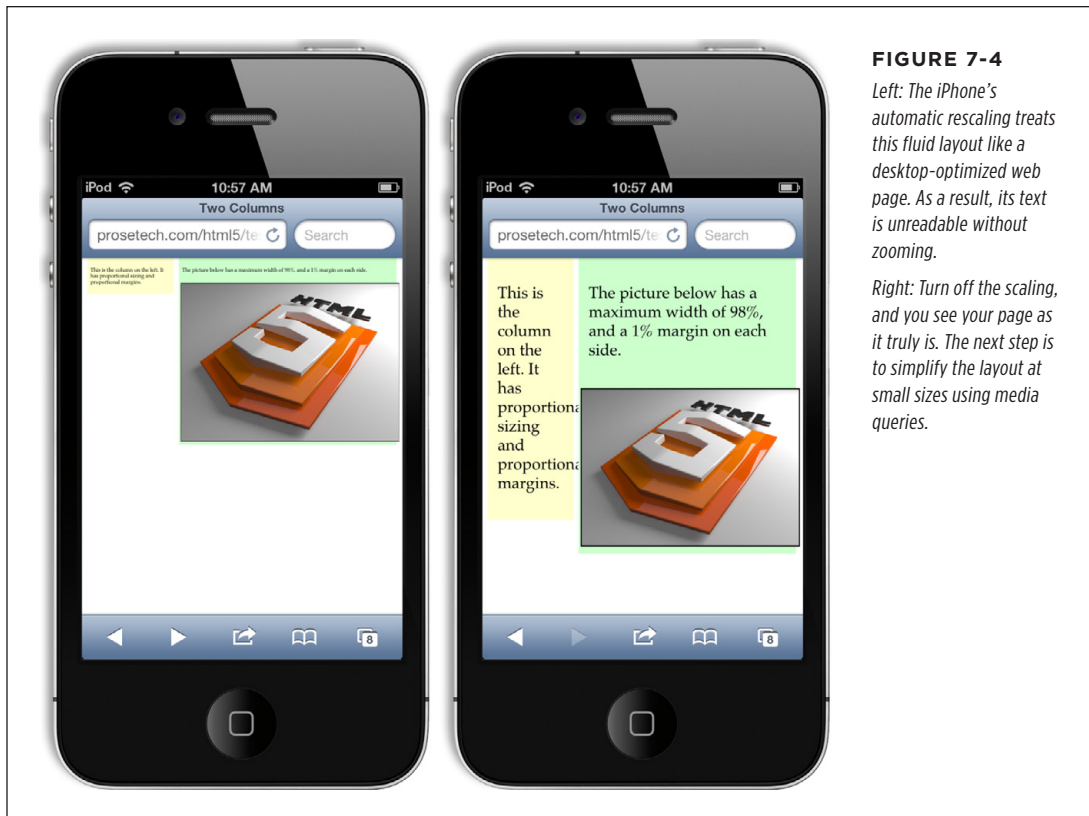 FIGURE 7-4
Left: The iPhone's
automatic rescaling treats
this fluid layout like a
desktop-optimized web
page. As a result, its text
is unreadable without
zooming.
Right: Turn off the scaling,
and you see your page as
it truly is. The next step is
to simplify the layout at
small sizes using media
queries.
iPod
10:57 AM
Two Columns
prosetech.com/html5/te
Search
This is the column on the left. It
has proportional sizing and
proportional margins.
The picture below has a maximum width of 98%, and a 1% margin on each side.
HTML
5
8
iPod
10:57 AM
Two Columns
prosetech.com/html5/te
Search
This is
the
column
on the
left. It
has
proportiona
sizing
and
proportiona
margins.
The picture below has a
maximum width of 98%,
and a 1% margin on each
side.
HTML
5
8